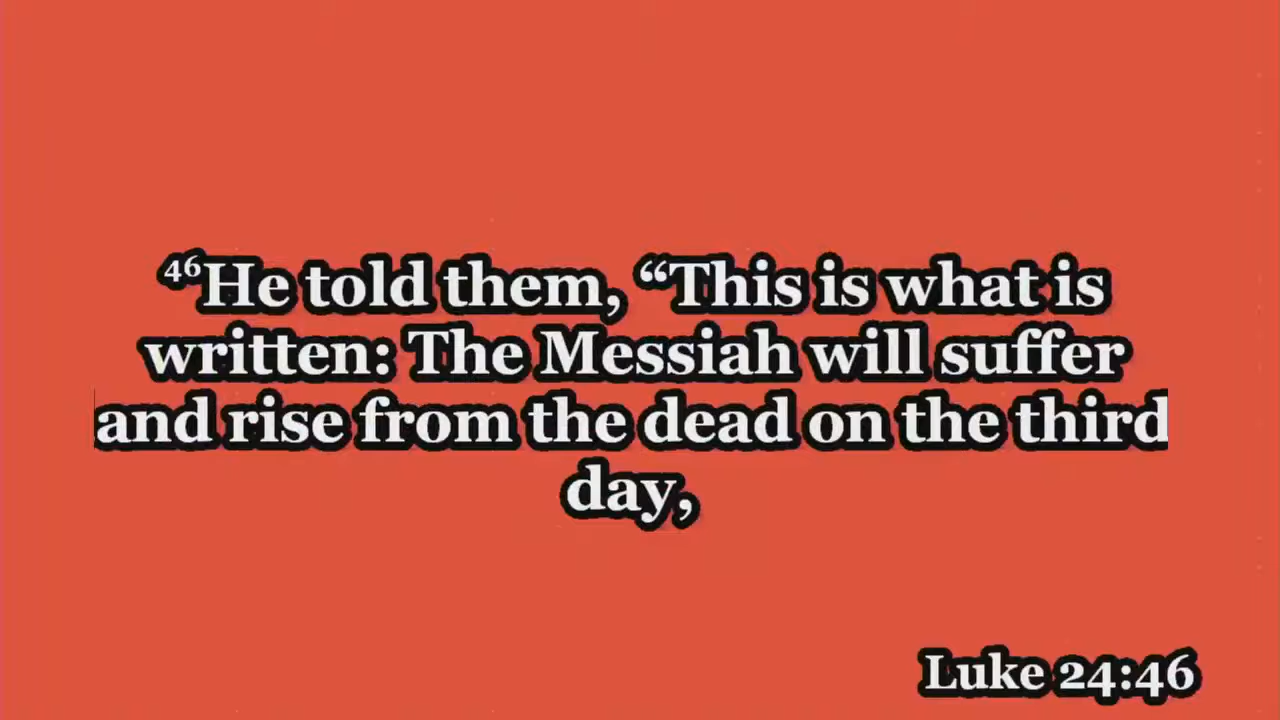 ⁴⁶He told them, “This is what is
written: The Messiah will suffer
and rise from the dead on the third
day,
Luke 24:46